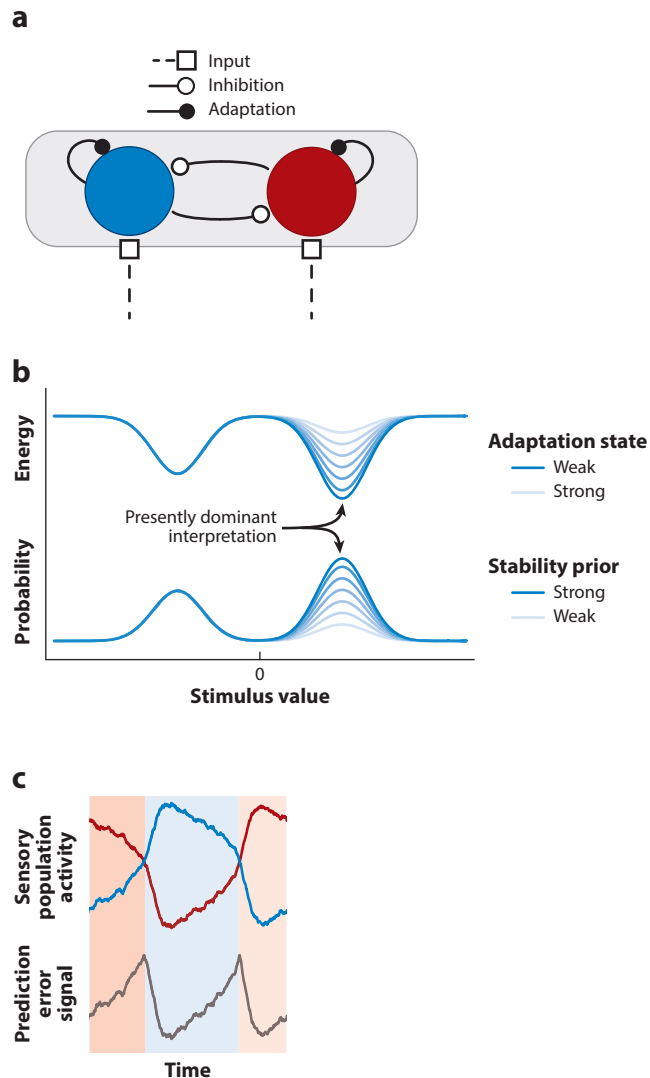 a
Input
Inhibition
Adaptation
b
Energy
Probability
Presently dominant
interpretation
Adaptation state
Weak
Strong
Stability prior
Strong
Weak
0
Stimulus value
c
Sensory
population
activity
Prediction
error
signal
Time